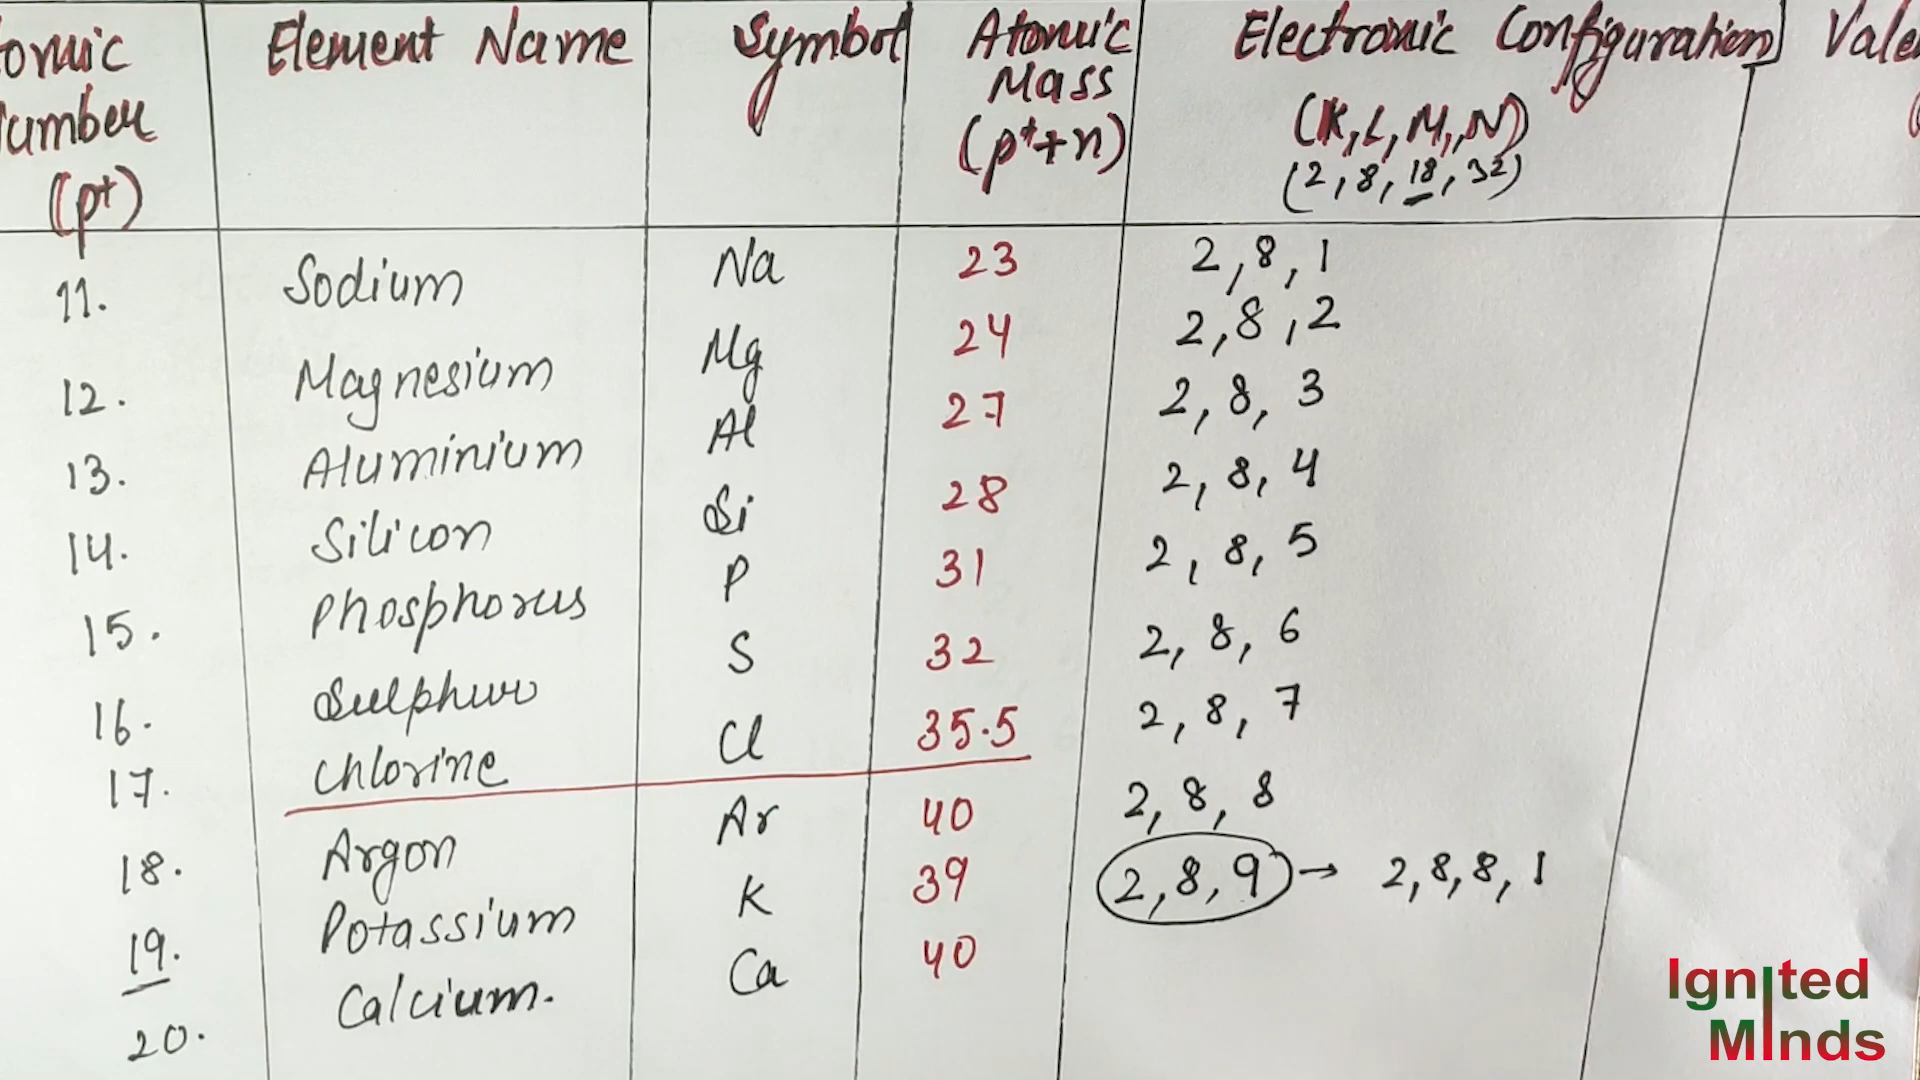 omic Number (p+) Element Name Symbol Atomic Mass (p++n) Electronic Configuration (K,L,M,N) (2,8,18,32) Vale
11. Sodium Na 23 2,8,1
12. Magnesium Mg 24 2,8,2
13. Aluminium Al 27 2,8,3
14. Silicon Si 28 2,8,4
15. Phosphorus P 31 2,8,5
16. Sulphur S 32 2,8,6
17. Chlorine Cl 35.5 2,8,7
18. Argon Ar 40 2,8,8
19. Potassium K 39 2,8,9 → 2,8,8,1
20. Calcium. Ca 40
Ignited
Minds